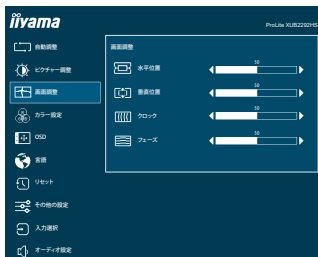 iiyama
ProLite XUB2292HS
自動調整
ピクチャー調整
画面調整
カラー設定
OSD
言語
リセット
その他の設定
入力選択
オーディオ設定
画面調整
水平位置
50
垂直位置
50
クロック
50
フェーズ
50